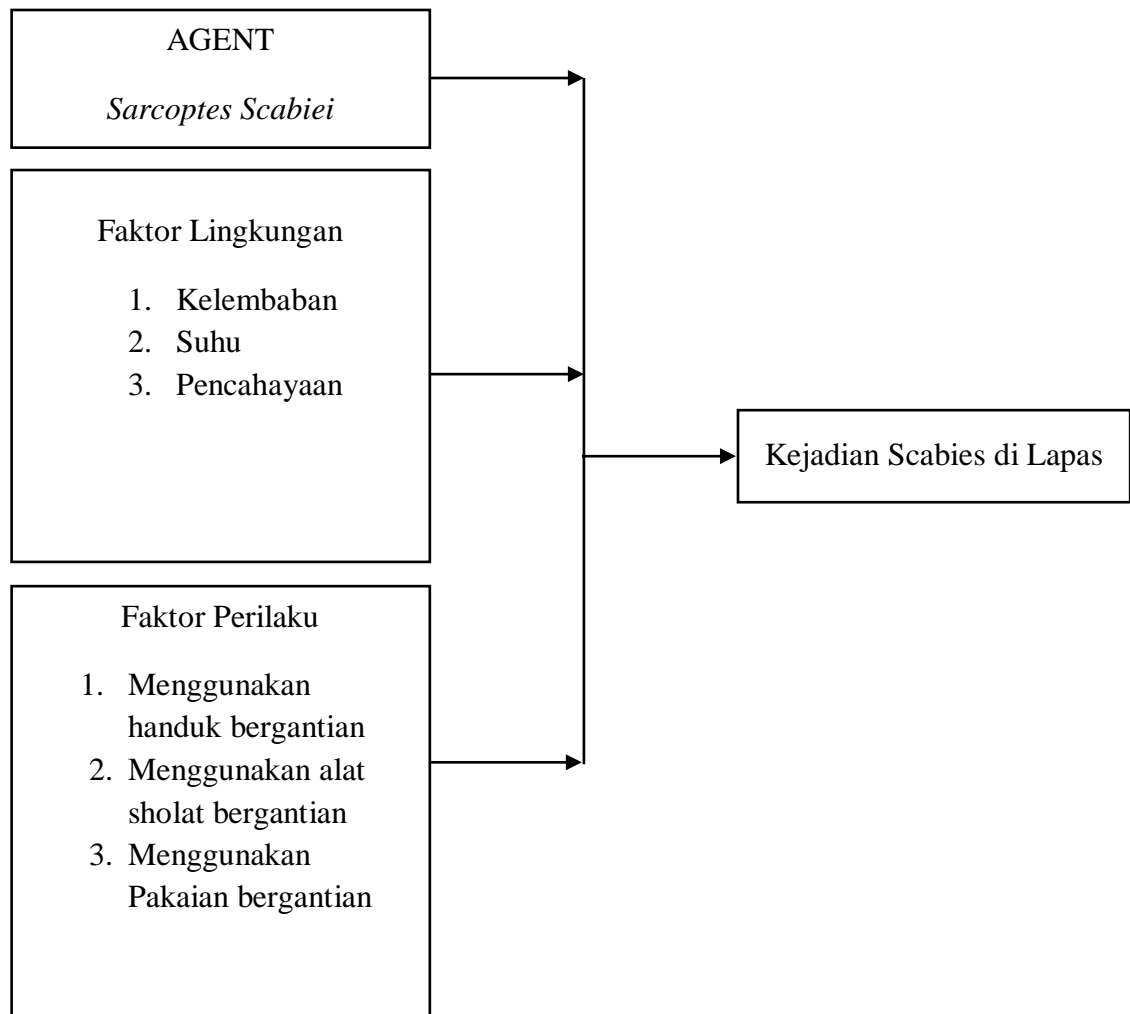 AGENT
Sarcoptes Scabiei
Faktor Lingkungan
1. Kelembaban
2. Suhu
3. Pencahayaan
Kejadian Scabies di Lapas
Faktor Perilaku
1. Menggunakan
handuk bergantian
2. Menggunakan alat
sholat bergantian
3. Menggunakan
Pakaian bergantian